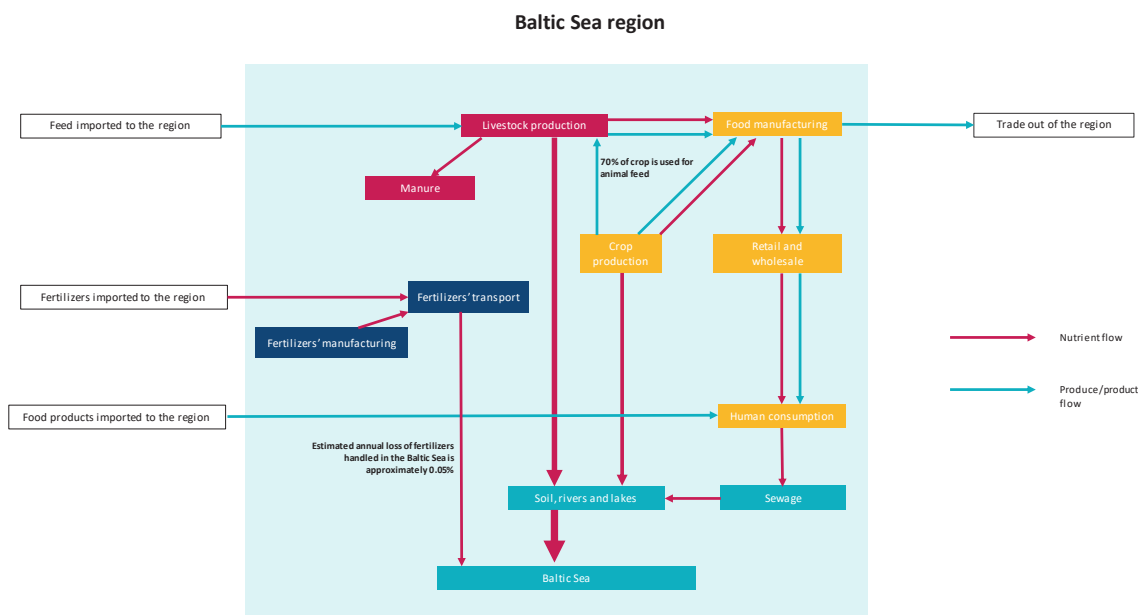 Baltic Sea region
Feed imported to the region
Livestock production
Food manufacturing
Trade out of the region
70% of crop is used for
animal feed
Manure
Crop
production
Retail and
wholesale
Fertilizers imported to the region
Fertilizers’ transport
Fertilizers’ manufacturing
Nutrient flow
Produce/product
flow
Food products imported to the region
Human consumption
Estimated annual loss of fertilizers
handled in the Baltic Sea is
approximately 0.05%
Soil, rivers and lakes
Sewage
Baltic Sea